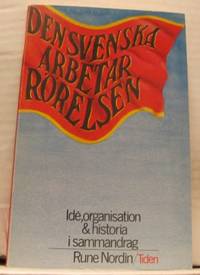 DEN SVENSKA
ARBETAR
RÖRELSEN
Idé, organisation
& historia
i sammandrag
Rune Nordin/Tiden